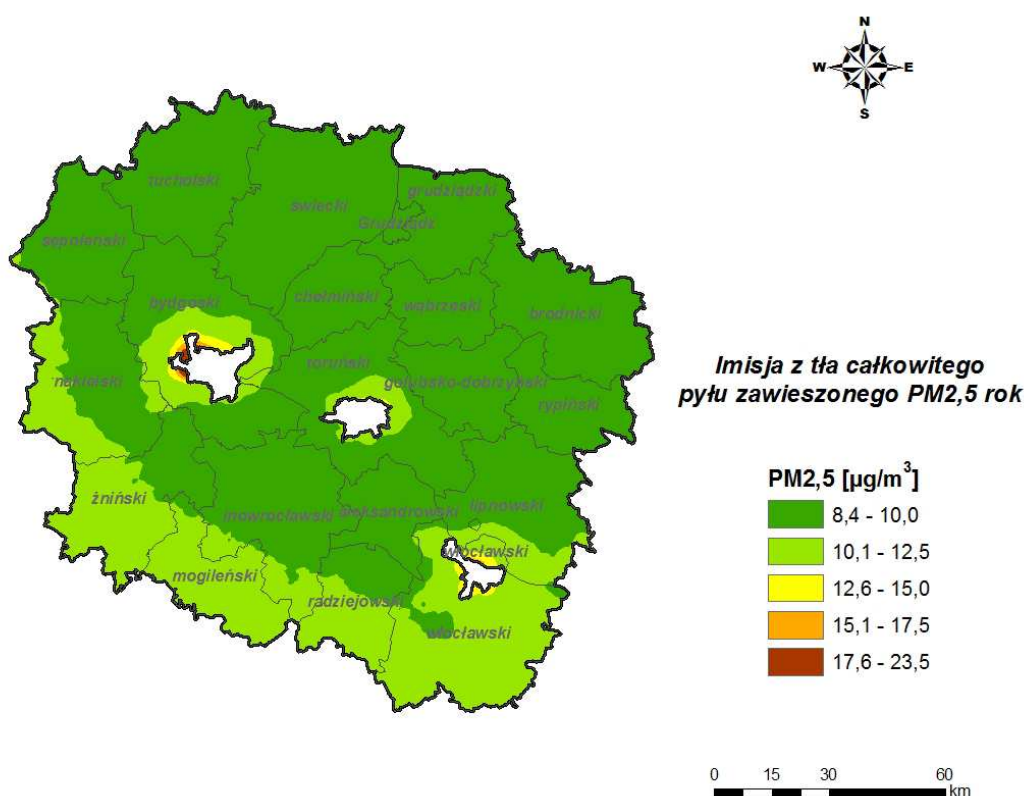 N
W E
S
tucholski
grudziądzki
świecki
Grudziądz
sępoleński
bydgoski
chełmiński
wąbrzeski
brodnicki
toruński
nakielski
golubsko-dobrzyński
rypiński
Imisja z tła całkowitego
pyłu zawieszonego PM2,5 rok
żniński
inowrocławski
aleksandrowski
lipnowski
włocławski
mogileński
radziejowski
włocławski
PM2,5 [µg/m³]
8,4 - 10,0
10,1 - 12,5
12,6 - 15,0
15,1 - 17,5
17,6 - 23,5
0 15 30 60
km